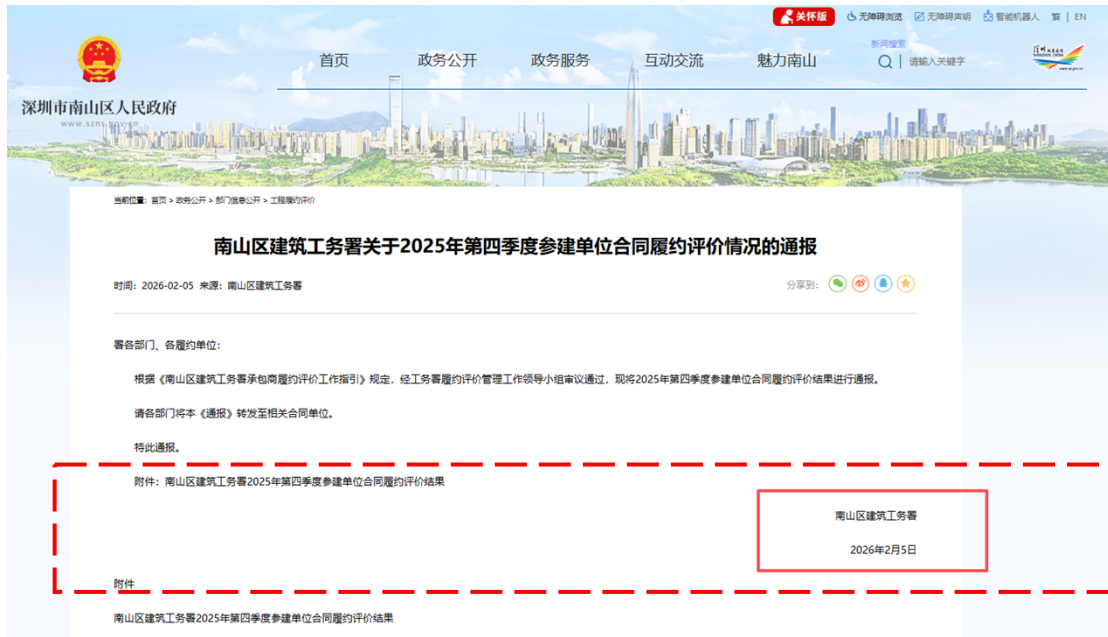 关怀版 无障碍浏览 无障碍声明 智能机器人 繁 | EN
首页 政务公开 政务服务 互动交流 魅力南山
新闻搜索
请输入关键字
深圳市南山区人民政府
www.szns.gov.cn
当前位置：首页 > 政务公开 > 部门信息公开 > 工程履约评价
南山区建筑工务署关于2025年第四季度参建单位合同履约评价情况的通报
时间：2026-02-05 来源：南山区建筑工务署
分享到：
署各部门、各履约单位：
根据《南山区建筑工务署承包商履约评价工作指引》规定，经工务署履约评价管理工作领导小组审议通过，现将2025年第四季度参建单位合同履约评价结果进行通报。
请各部门将本《通报》转发至相关合同单位。
特此通报。
附件：南山区建筑工务署2025年第四季度参建单位合同履约评价结果
南山区建筑工务署
2026年2月5日
附件
南山区建筑工务署2025年第四季度参建单位合同履约评价结果